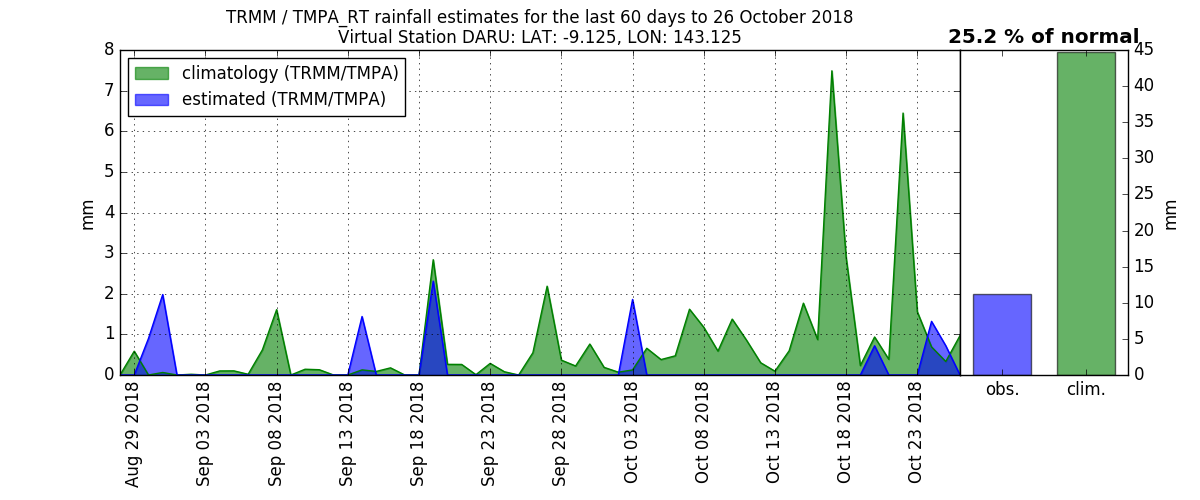 TRMM / TMPA_RT rainfall estimates for the last 60 days to 26 October 2018
Virtual Station DARU: LAT: -9.125, LON: 143.125
25.2 % of normal
climatology (TRMM/TMPA)
estimated (TRMM/TMPA)
mm
8
7
6
5
4
3
2
1
0
Aug 29 2018
Sep 03 2018
Sep 08 2018
Sep 13 2018
Sep 18 2018
Sep 23 2018
Sep 28 2018
Oct 03 2018
Oct 08 2018
Oct 13 2018
Oct 18 2018
Oct 23 2018
obs.
clim.
45
40
35
30
25
20
15
10
5
0
mm